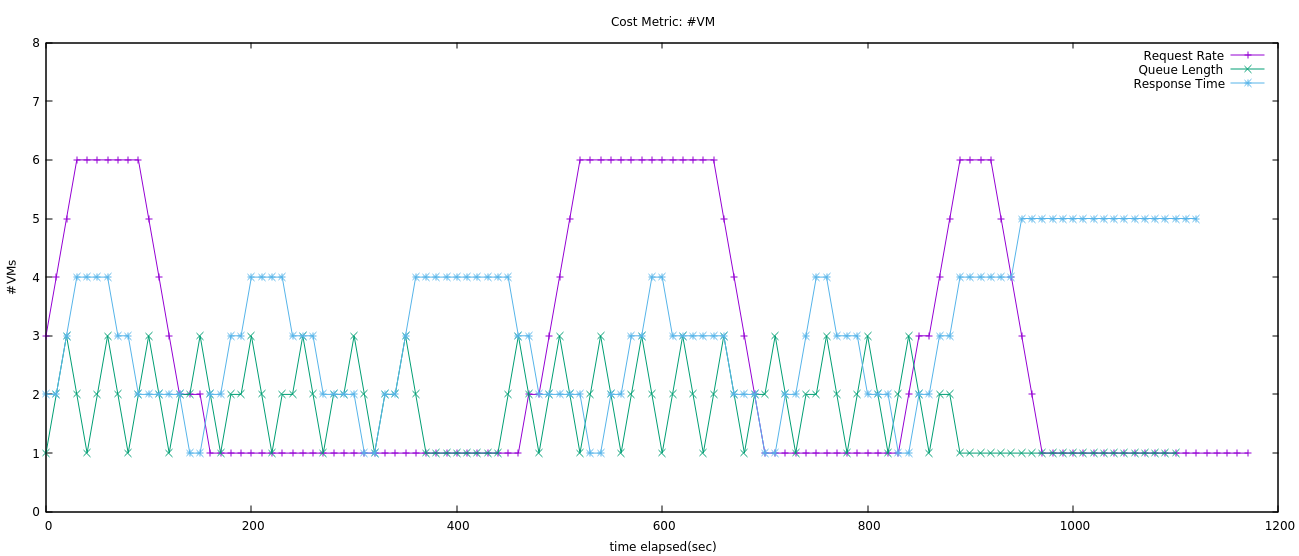 Cost Metric: #VM
Request Rate
Queue Length
Response Time
8
7
6
5
4
3
2
1
0
#VMs
0 200 400 600 800 1000 1200
time elapsed(sec)